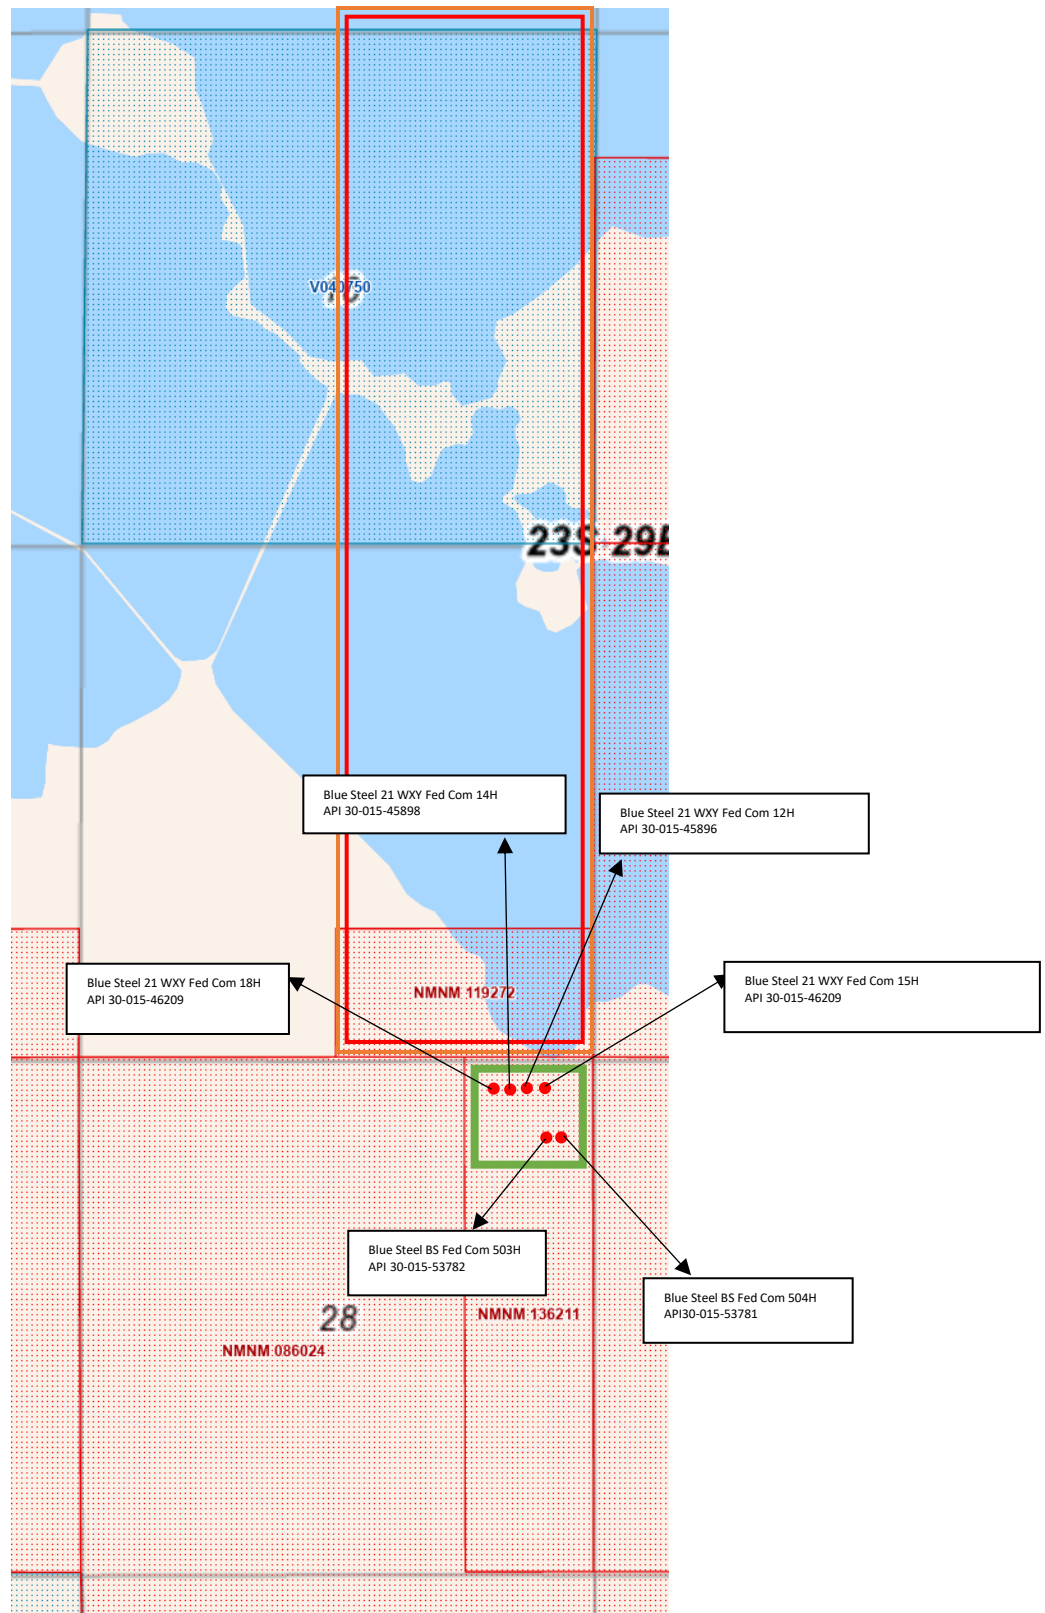 V040750
23S 29E
Blue Steel 21 WXY Fed Com 14H
API 30-015-45898
Blue Steel 21 WXY Fed Com 12H
API 30-015-45896
Blue Steel 21 WXY Fed Com 18H
API 30-015-46209
NMNM 119272
Blue Steel 21 WXY Fed Com 15H
API 30-015-46209
Blue Steel BS Fed Com 503H
API 30-015-53782
Blue Steel BS Fed Com 504H
API30-015-53781
28
NMNM 136211
NMNM 086024